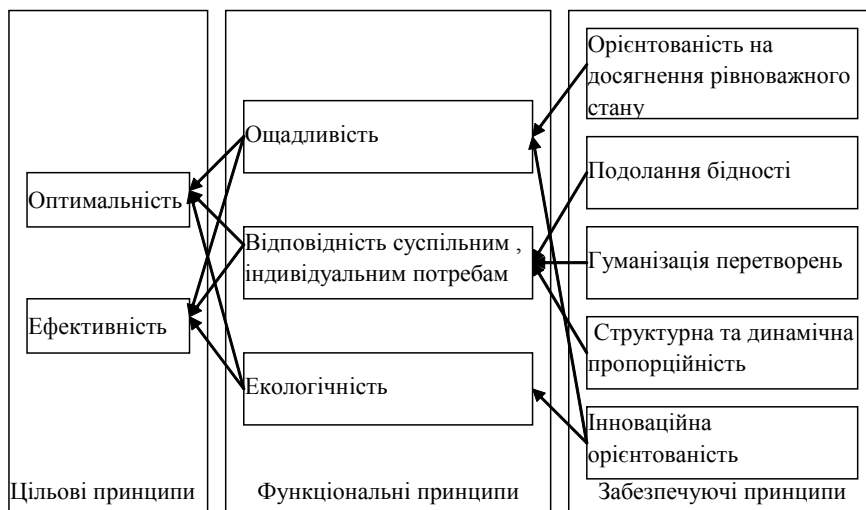 Оптимальність
Ефективність
Цільові принципи
Ощадливість
Відповідність суспільним ,
індивідуальним потребам
Екологічність
Функціональні принципи
Орієнтованість на
досягнення рівноважного
стану
Подолання бідності
Гуманізація перетворень
Структурна та динамічна
пропорційність
Інноваційна
орієнтованість
Забезпечуючі принципи